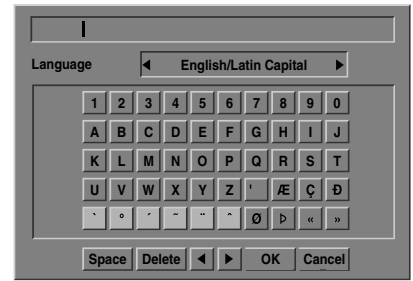 Language ◀ English/Latin Capital ▶
1 2 3 4 5 6 7 8 9 0
A B C D E F G H I J
K L M N O P Q R S T
U V W X Y Z ' Æ Ç Ð
` ° ´ ˜ ¨ ˆ Ø Þ « »
Space Delete ◀ ▶ OK Cancel